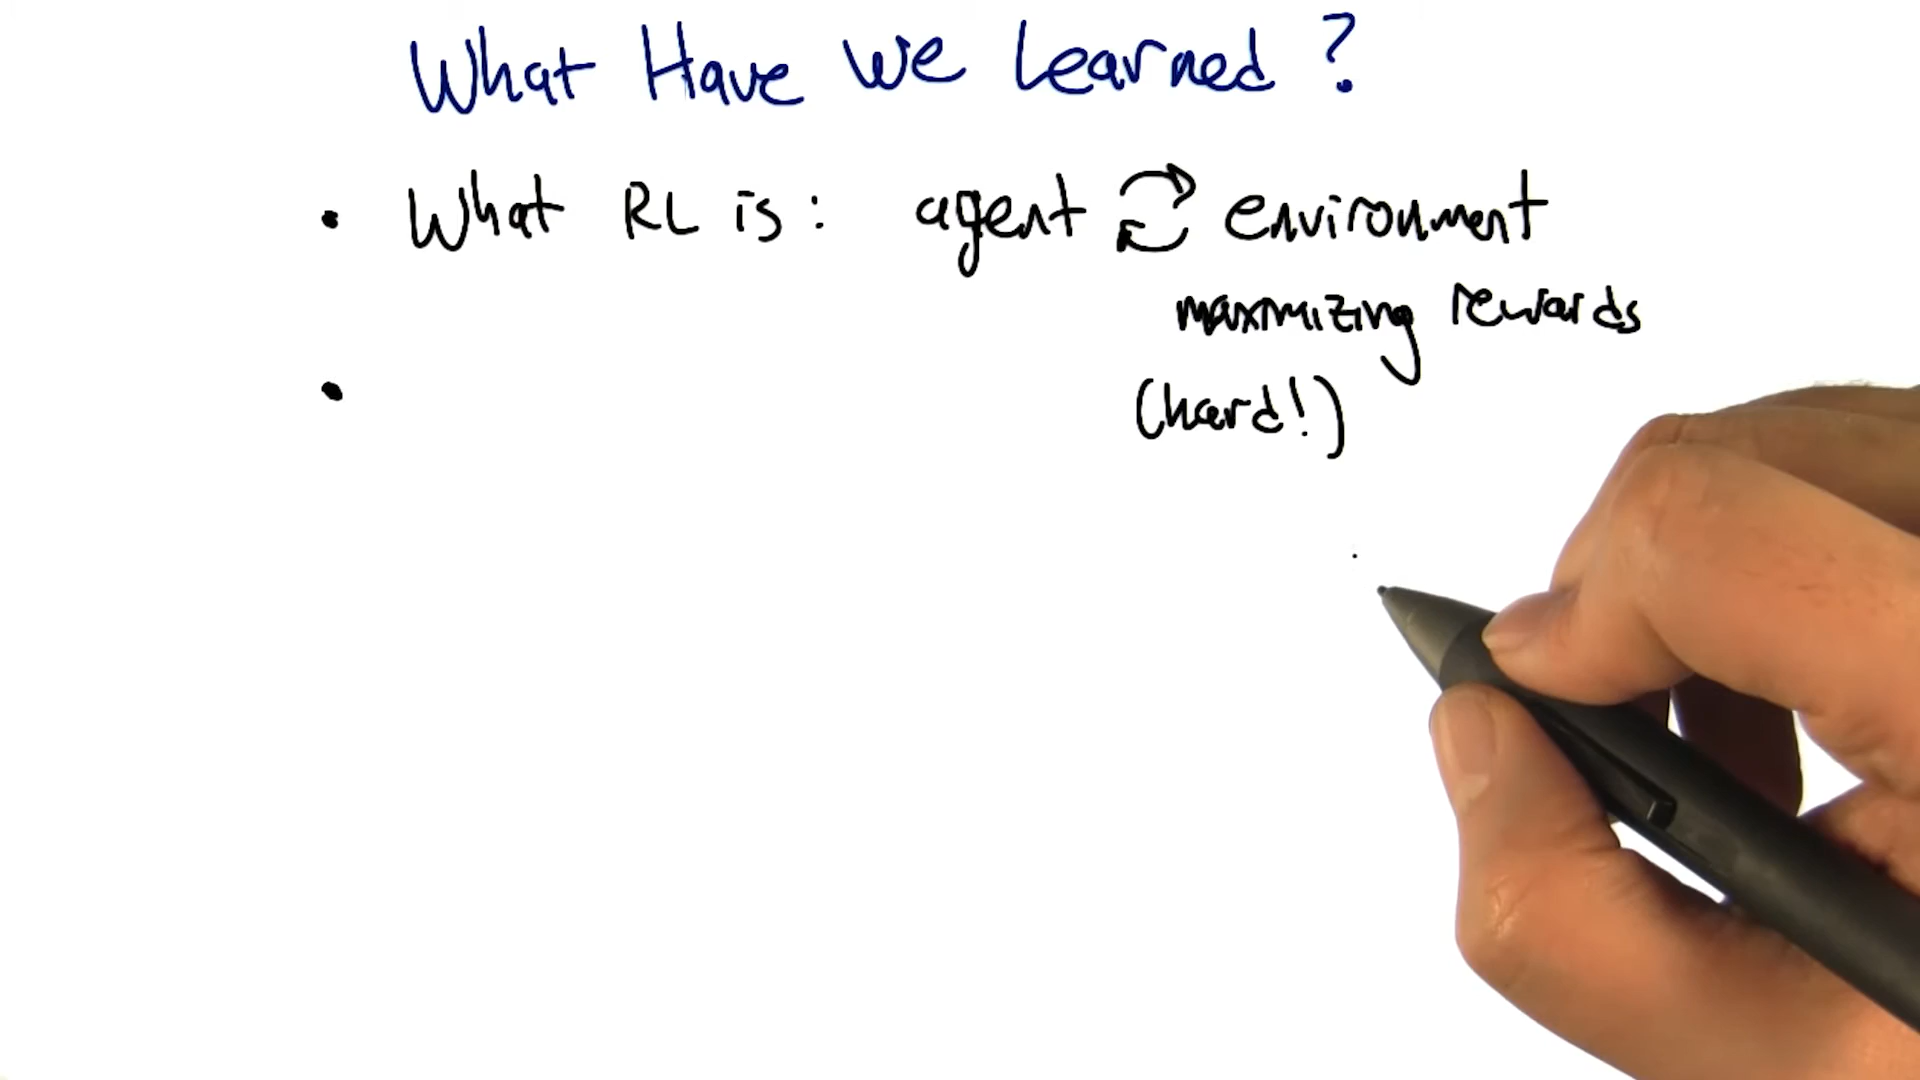 What Have We Learned?
• What RL is: agent ⇄ environment
maximizing rewards
• (hard!)